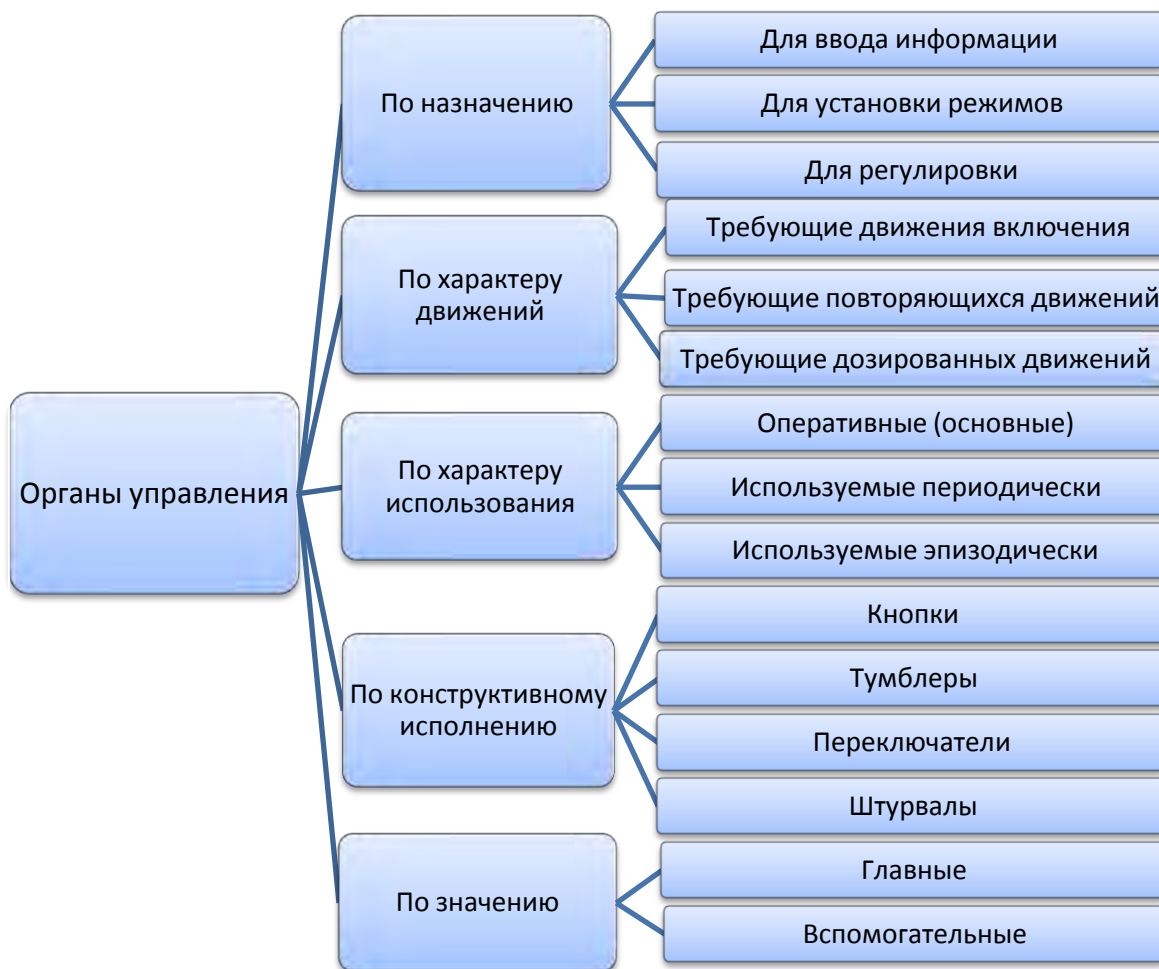 Органы управления
По назначению
Для ввода информации
Для установки режимов
Для регулировки
По характеру
движений
Требующие движения включения
Требующие повторяющихся движений
Требующие дозированных движений
По характеру
использования
Оперативные (основные)
Используемые периодически
Используемые эпизодически
По конструктивному
исполнению
Кнопки
Тумблеры
Переключатели
Штурвалы
По значению
Главные
Вспомогательные